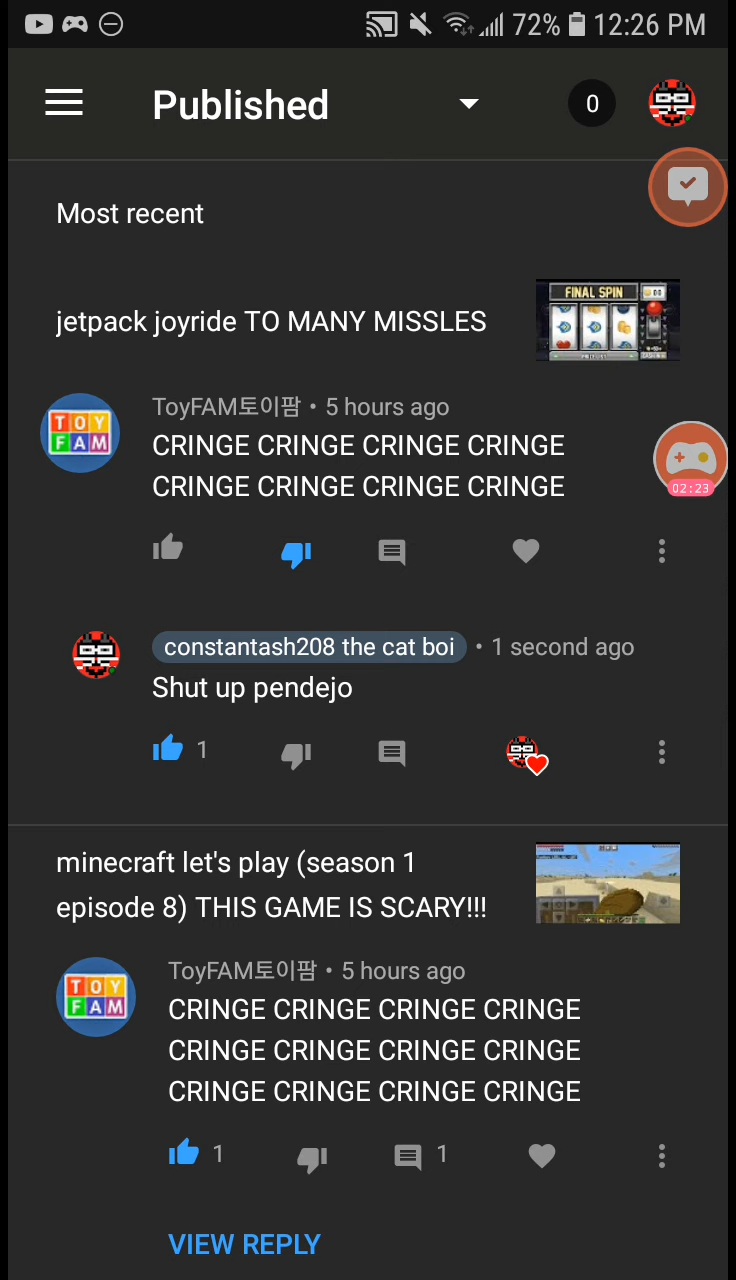 72% 12:26 PM
Published
0
Most recent
jetpack joyride TO MANY MISSLES
FINAL SPIN
TOY
FAM
ToyFAM토이팜 • 5 hours ago
CRINGE CRINGE CRINGE CRINGE
CRINGE CRINGE CRINGE CRINGE
02:23
constantash208 the cat boi • 1 second ago
Shut up pendejo
1
minecraft let's play (season 1
episode 8) THIS GAME IS SCARY!!!
TOY
FAM
ToyFAM토이팜 • 5 hours ago
CRINGE CRINGE CRINGE CRINGE
CRINGE CRINGE CRINGE CRINGE
CRINGE CRINGE CRINGE CRINGE
1 1
VIEW REPLY